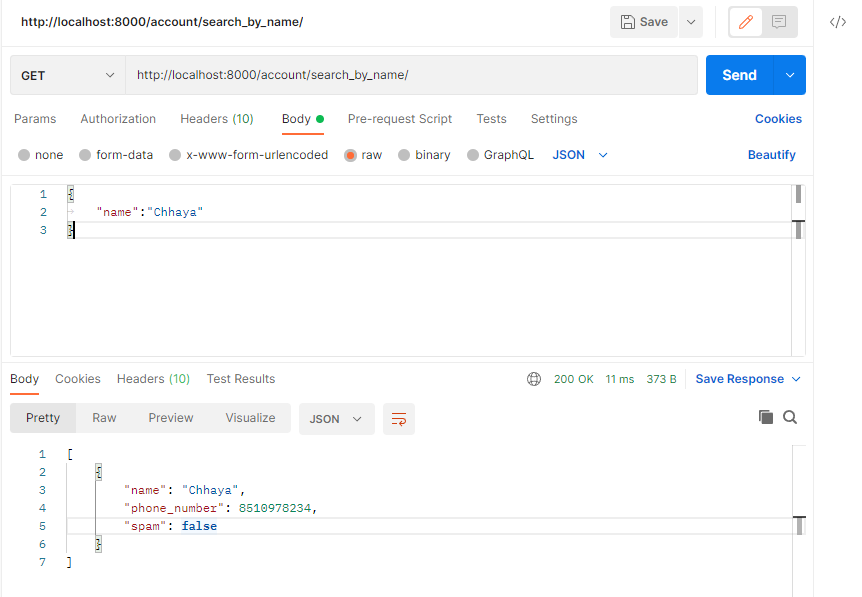 http://localhost:8000/account/search_by_name/ Save </>
GET http://localhost:8000/account/search_by_name/ Send
Params Authorization Headers (10) Body Pre-request Script Tests Settings Cookies
none form-data x-www-form-urlencoded raw binary GraphQL JSON Beautify
1 {
2 "name":"Chhaya"
3 }
Body Cookies Headers (10) Test Results 200 OK 11 ms 373 B Save Response
Pretty Raw Preview Visualize JSON
1 [
2 {
3 "name": "Chhaya",
4 "phone_number": 8510978234,
5 "spam": false
6 }
7 ]